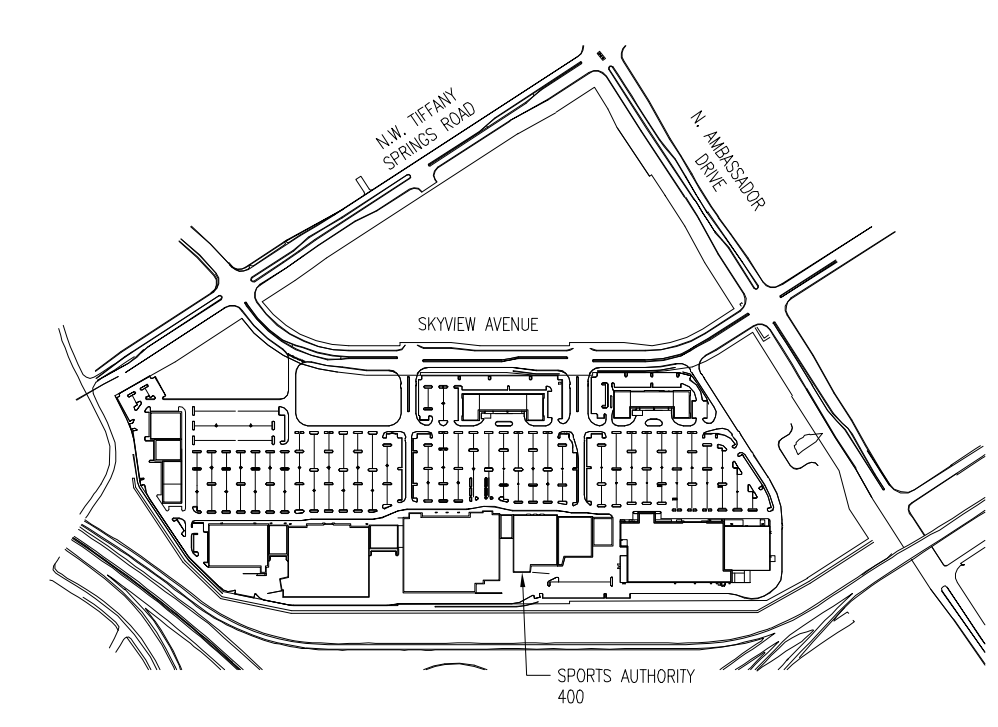 N.W. TIFFANY
SPRINGS ROAD
N. AMBASSADOR
DRIVE
SKYVIEW AVENUE
SPORTS AUTHORITY
400